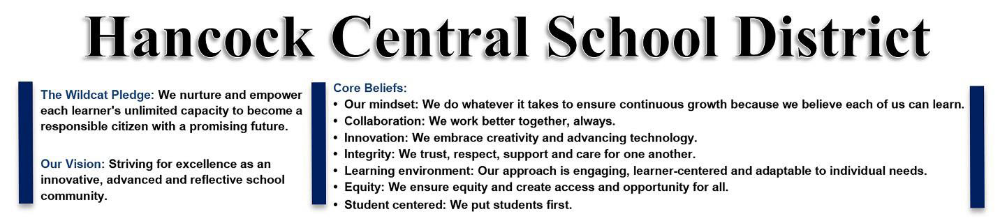 Hancock Central School District
The Wildcat Pledge: We nurture and empower
each learner's unlimited capacity to become a
responsible citizen with a promising future.
Our Vision: Striving for excellence as an
innovative, advanced and reflective school
community.
Core Beliefs:
• Our mindset: We do whatever it takes to ensure continuous growth because we believe each of us can learn.
• Collaboration: We work better together, always.
• Innovation: We embrace creativity and advancing technology.
• Integrity: We trust, respect, support and care for one another.
• Learning environment: Our approach is engaging, learner-centered and adaptable to individual needs.
• Equity: We ensure equity and create access and opportunity for all.
• Student centered: We put students first.